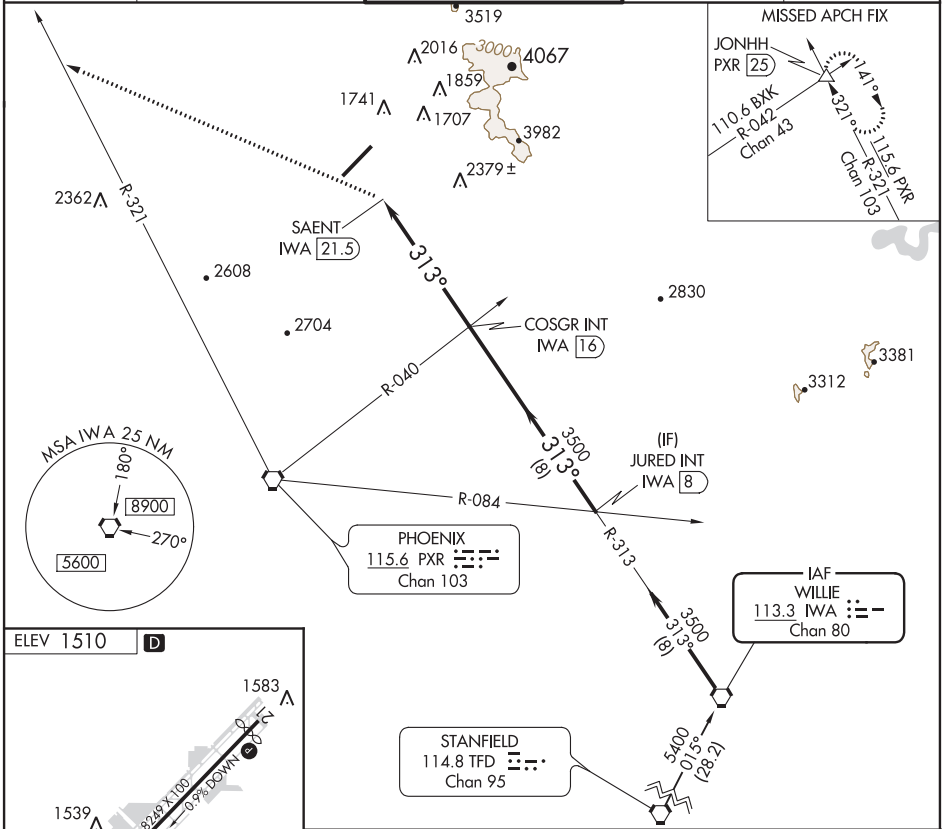 3519
2016
3000
4067
1859
1741
1707
3982
2379 ±
MISSED APCH FIX
JONHH
PXR 25
141°
321°
110.6 BXK
R-042
Chan 43
115.6 PXR
R-321
Chan 103
2362
R-321
SAENT
IWA 21.5
313°
2608
2704
2830
COSGR INT
IWA 16
R-040
3381
3312
MSA IWA 25 NM
180°
8900
270°
5600
3500
313°
(8)
(IF)
JURED INT
IWA 8
R-084
R-313
PHOENIX
115.6 PXR
Chan 103
IAF
WILLIE
113.3 IWA
Chan 80
3500
313°
(8)
ELEV 1510
D
1583
21
P
8249 X 100
0.9% DOWN
1539
STANFIELD
114.8 TFD
Chan 95
5400
015°
(28.2)